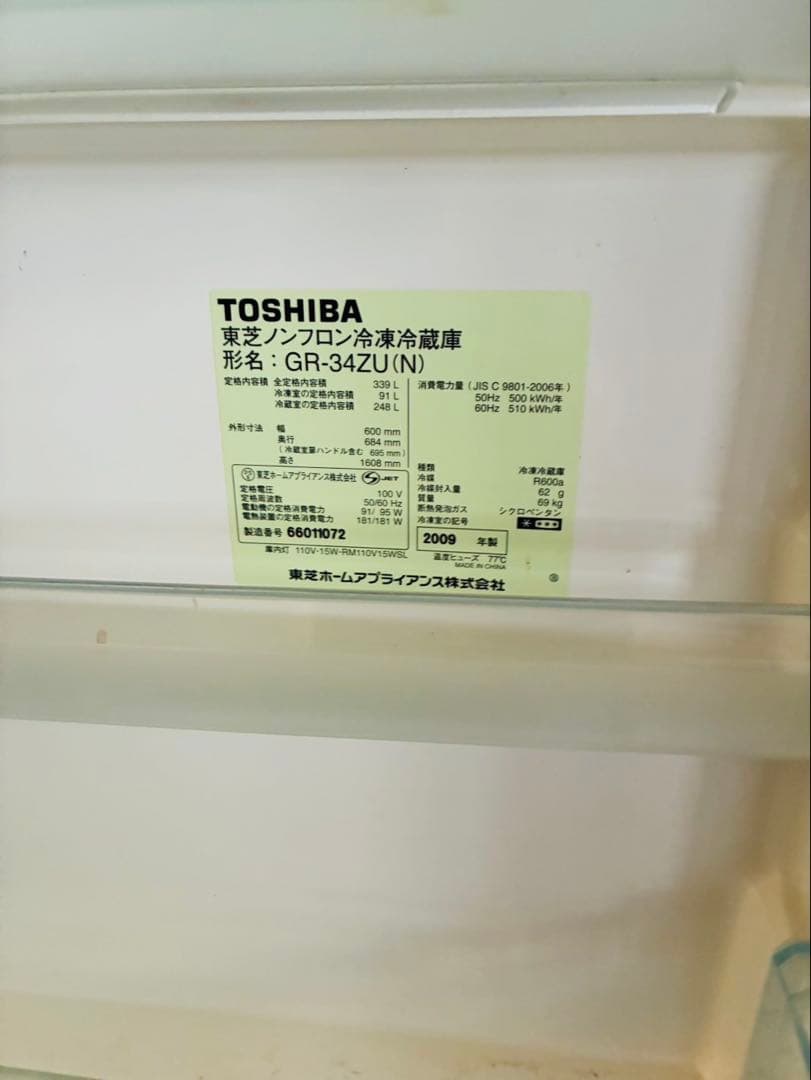 TOSHIBA
東芝ノンフロン冷凍冷蔵庫
形名：GR-34ZU(N)
定格内容積 全定格内容積 339 L
冷凍室の定格内容積 91 L
冷蔵室の定格内容積 248 L
外形寸法 幅 600 mm
奥行 684 mm
(冷蔵室扉ハンドル含む 695 mm)
高さ 1608 mm
東芝ホームアプライアンス株式会社 S JET
定格電圧 100 V
定格周波数 50/60 Hz
電動機の定格消費電力 91/ 95 W
電熱装置の定格消費電力 181/181 W
製造番号 66011072
庫内灯 110V·15W-RM110V15WSL
消費電力量 (JIS C 9801-2006年)
50Hz 500 kWh/年
60Hz 510 kWh/年
種類 冷凍冷蔵庫
冷媒 R600a
冷媒封入量 62 g
質量 69 kg
断熱発泡ガス シクロペンタン
冷凍室の記号
2009 年製
温度ヒューズ 77℃
MADE IN CHINA
東芝ホームアプライアンス株式会社